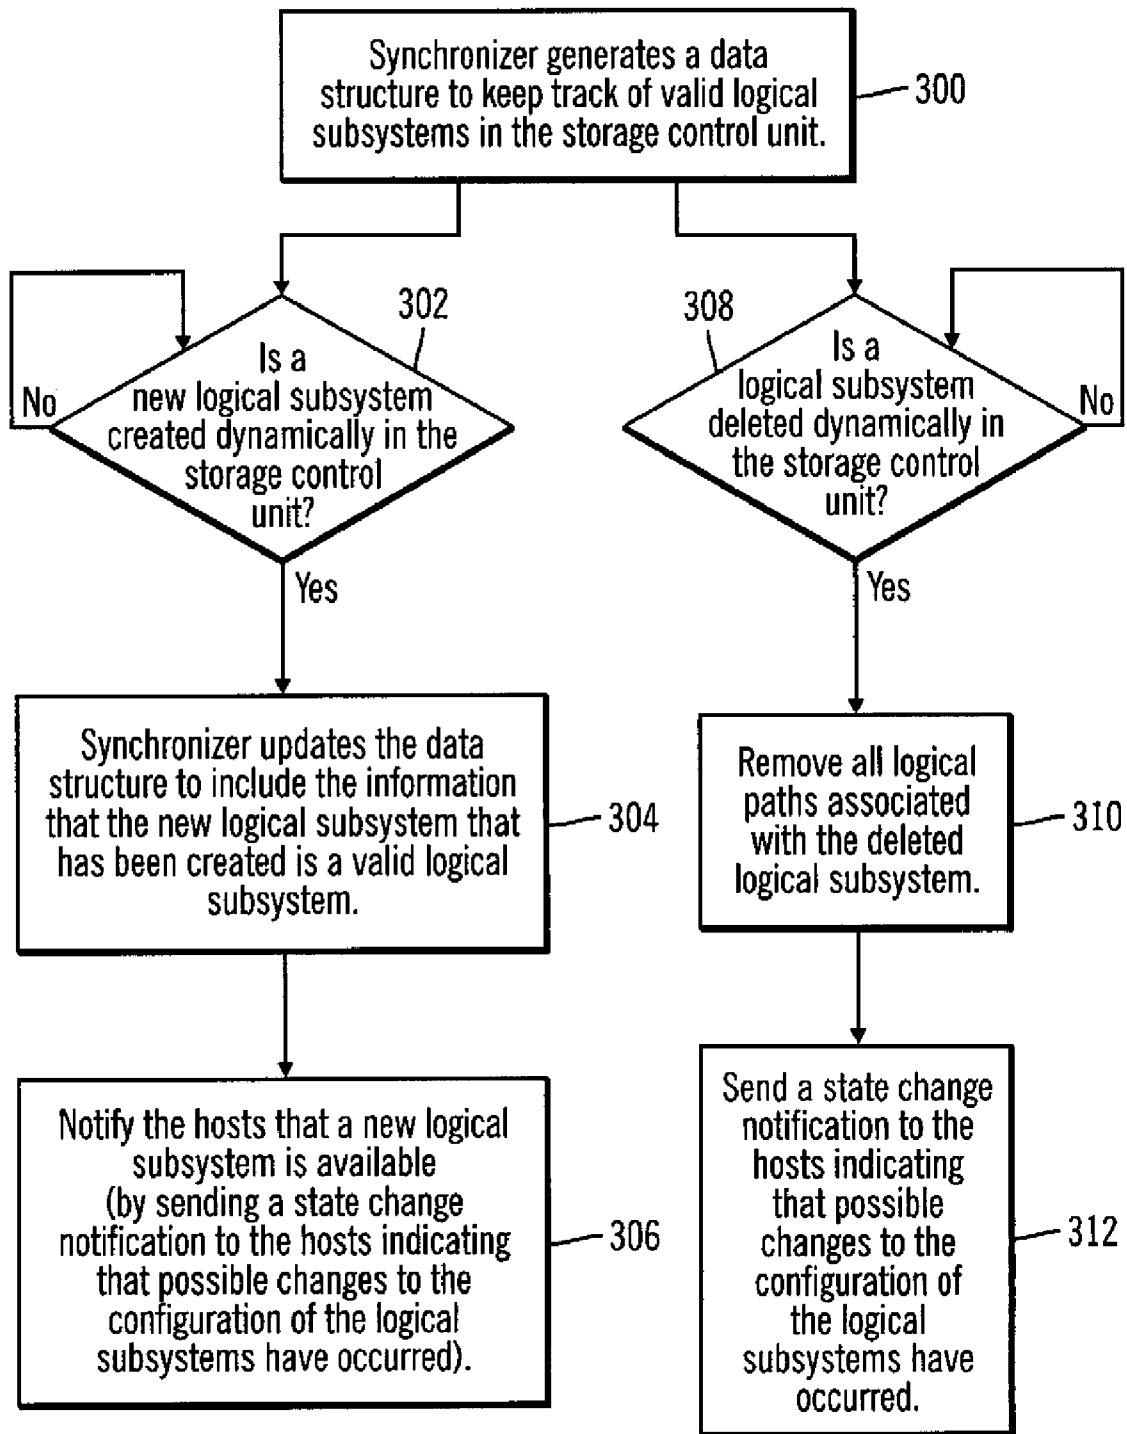 Synchronizer generates a data
structure to keep track of valid logical
subsystems in the storage control unit.
300
302
Is a
new logical subsystem
created dynamically in the
storage control
unit?
No
Yes
308
Is a
logical subsystem
deleted dynamically in
the storage control
unit?
No
Yes
Synchronizer updates the data
structure to include the information
that the new logical subsystem that
has been created is a valid logical
subsystem.
304
Remove all logical
paths associated
with the deleted
logical subsystem.
310
Notify the hosts that a new logical
subsystem is available
(by sending a state change
notification to the hosts indicating
that possible changes to the
configuration of the logical
subsystems have occurred).
306
Send a state change
notification to the
hosts indicating
that possible
changes to the
configuration of
the logical
subsystems have
occurred.
312